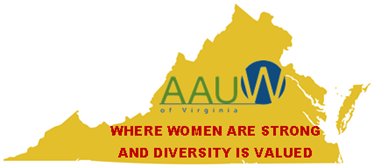 AAUW
of Virginia
WHERE WOMEN ARE STRONG
AND DIVERSITY IS VALUED